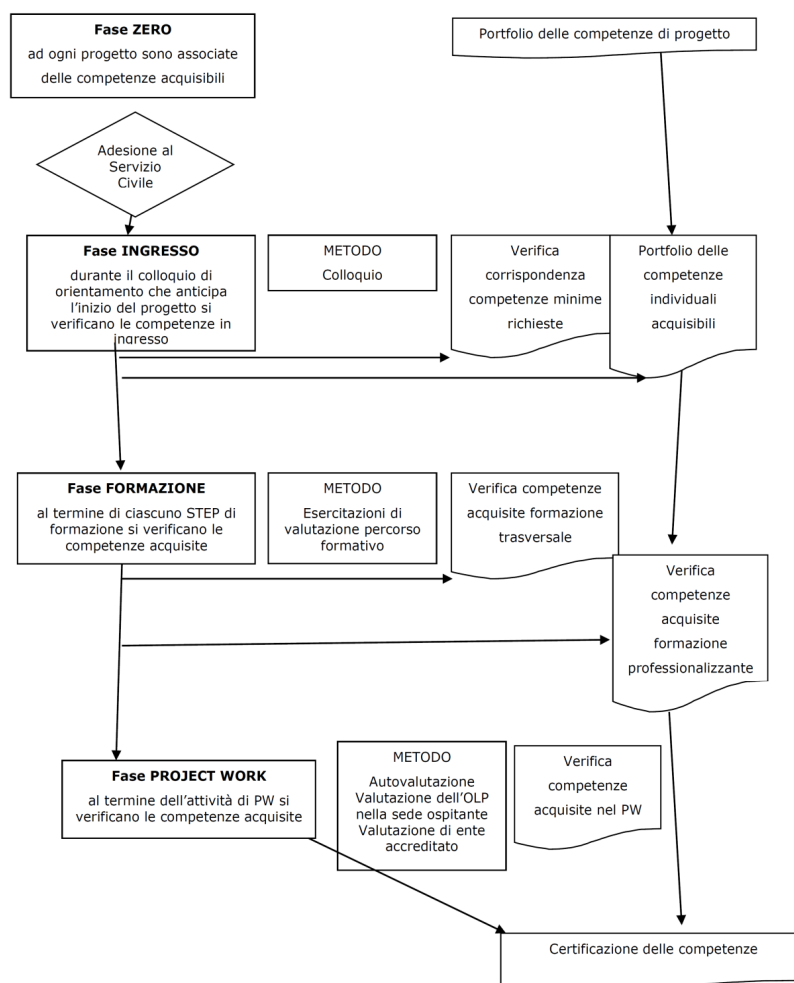 Fase ZERO
ad ogni progetto sono associate
delle competenze acquisibili
Portfolio delle competenze di progetto
Adesione al
Servizio
Civile
Fase INGRESSO
durante il colloquio di
orientamento che anticipa
l'inizio del progetto si
verificano le competenze in
ingresso
METODO
Colloquio
Verifica
corrispondenza
competenze minime
richieste
Portfolio delle
competenze
individuali
acquisibili
Fase FORMAZIONE
al termine di ciascuno STEP di
formazione si verificano le
competenze acquisite
METODO
Esercitazioni di
valutazione percorso
formativo
Verifica competenze
acquisite formazione
trasversale
Verifica
competenze
acquisite
formazione
professionalizzante
Fase PROJECT WORK
al termine dell'attività di PW si
verificano le competenze acquisite
METODO
Autovalutazione
Valutazione dell'OLP
nella sede ospitante
Valutazione di ente
accreditato
Verifica
competenze
acquisite nel PW
Certificazione delle competenze